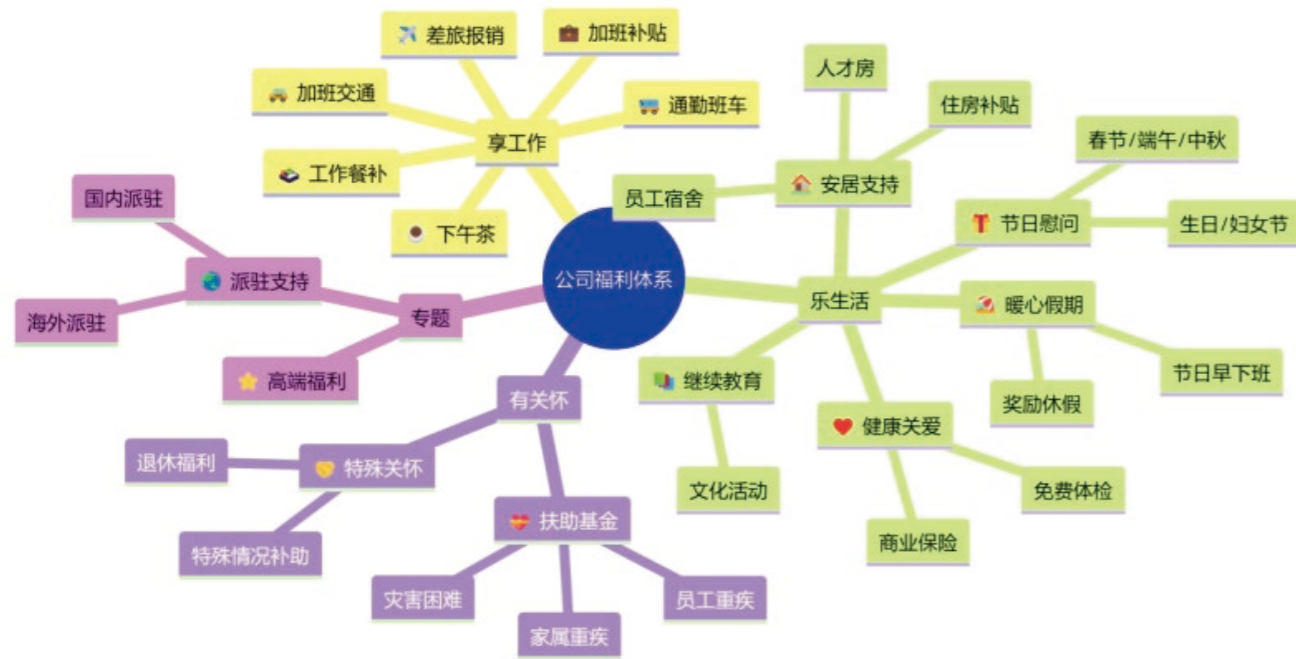 公司福利体系
享工作
差旅报销
加班补贴
加班交通
通勤班车
工作餐补
下午茶
乐生活
安居支持
人才房
住房补贴
员工宿舍
节日慰问
春节/端午/中秋
生日/妇女节
暖心假期
节日早下班
奖励休假
健康关爱
免费体检
商业保险
继续教育
文化活动
有关怀
特殊关怀
退休福利
特殊情况补助
扶助基金
灾害困难
家属重疾
员工重疾
专题
派驻支持
国内派驻
海外派驻
高端福利